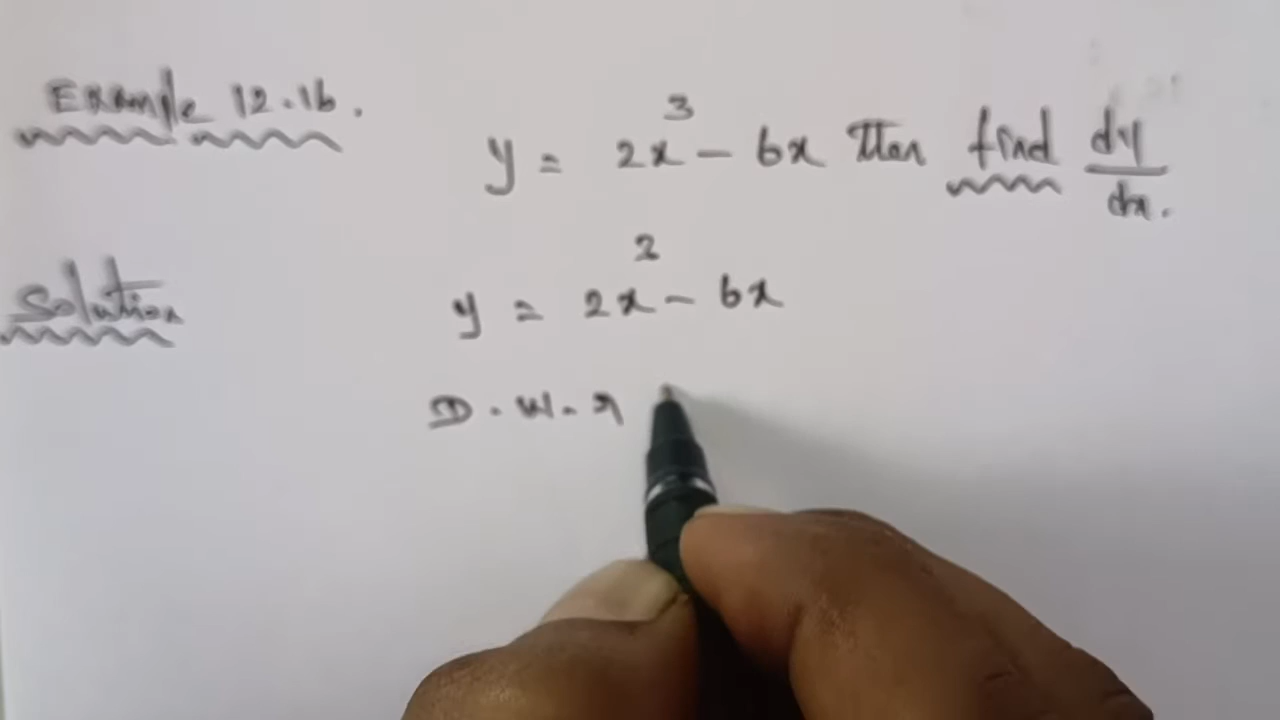 Example 12.16.
y = 2x³ - 6x then find dy/dx.
Solution
y = 2x² - 6x
D.w.r